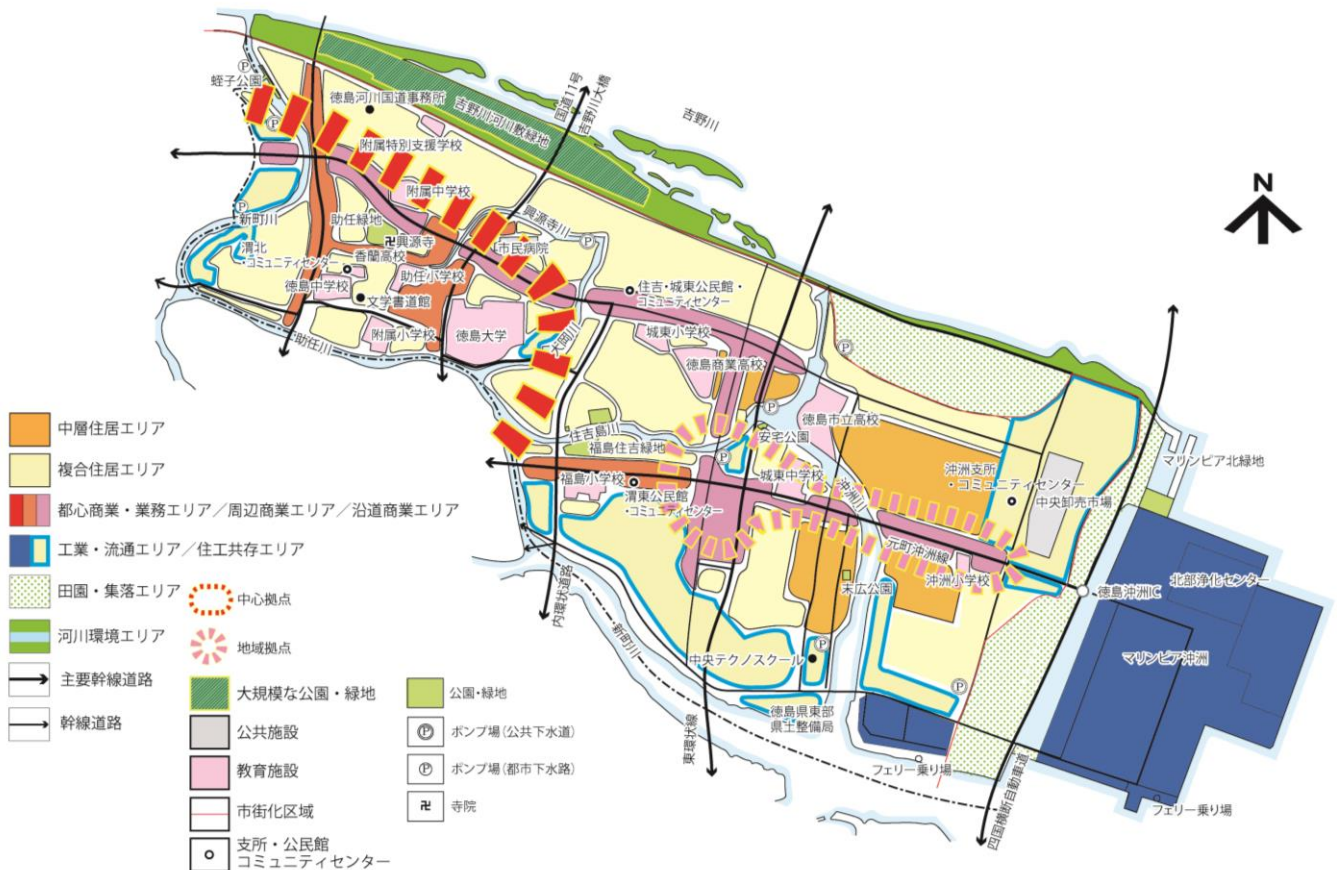 蛭子公園
徳島河川国道事務所
国道11号
吉野川大橋
吉野川
吉野川河川敷緑地
附属特別支援学校
附属中学校
N
新町川
助任緑地
興源寺川
卍興源寺
市民病院
渭北
・コミュニティセンター
香蘭高校
徳島中学校
助任小学校
住吉・城東公民館・
コミュニティセンター
文学書道館
附属小学校
徳島大学
大岡川
城東小学校
助任川
徳島商業高校
徳島市立高校
住吉島川
安宅公園
福島住吉緑地
マリンピア北緑地
沖洲支所
・コミュニティセンター
福島小学校
渭東公民館
・コミュニティセンター
城東中学校
沖洲川
中央卸売市場
元町沖洲線
沖洲小学校
北部浄化センター
末広公園
徳島沖洲IC
内環状道路
新町川
中央テクノスクール
マリンピア沖洲
東環状線
徳島県東部
県土整備局
フェリー乗り場
フェリー乗り場
四国横断自動車道
中層住居エリア
複合住居エリア
都心商業・業務エリア/周辺商業エリア/沿道商業エリア
工業・流通エリア/住工共存エリア
田園・集落エリア
中心拠点
河川環境エリア
地域拠点
主要幹線道路
大規模な公園・緑地
公園・緑地
幹線道路
公共施設
Ⓟ
ポンプ場(公共下水道)
教育施設
Ⓟ
ポンプ場(都市下水路)
市街化区域
卍
寺院
支所・公民館
コミュニティセンター